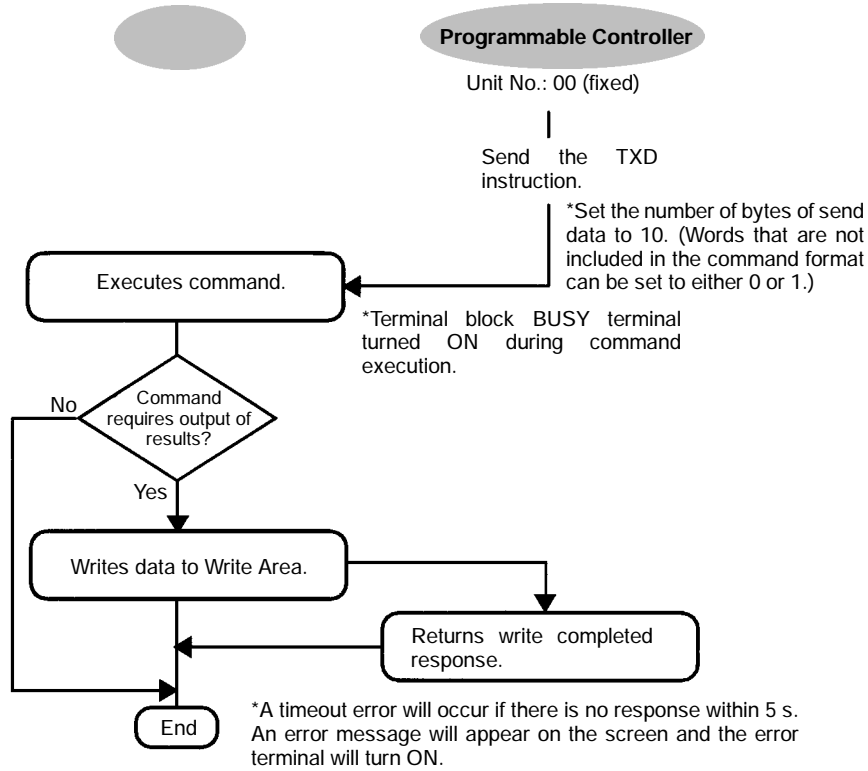 Programmable Controller
Unit No.: 00 (fixed)
Send the TXD
instruction.
*Set the number of bytes of send
data to 10. (Words that are not
included in the command format
can be set to either 0 or 1.)
Executes command.
*Terminal block BUSY terminal
turned ON during command
execution.
Command
requires output of
results?
No
Yes
Writes data to Write Area.
Returns write completed
response.
End
*A timeout error will occur if there is no response within 5 s.
An error message will appear on the screen and the error
terminal will turn ON.